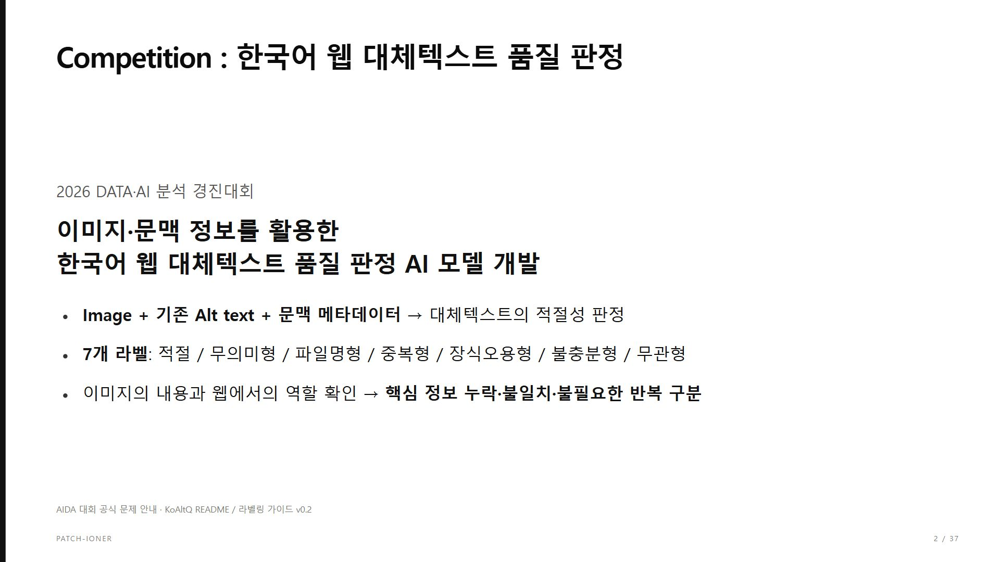 Competition : 한국어 웹 대체텍스트 품질 판정
2026 DATA·AI 분석 경진대회
이미지·문맥 정보를 활용한
한국어 웹 대체텍스트 품질 판정 AI 모델 개발
• Image + 기존 Alt text + 문맥 메타데이터 → 대체텍스트의 적절성 판정
• 7개 라벨: 적절 / 무의미형 / 파일명형 / 중복형 / 장식오용형 / 불충분형 / 무관형
• 이미지의 내용과 웹에서의 역할 확인 → 핵심 정보 누락·불일치·불필요한 반복 구분
AIDA 대회 공식 문제 안내 · KoAltQ README / 라벨링 가이드 v0.2
PATCH-IONER
2 / 37